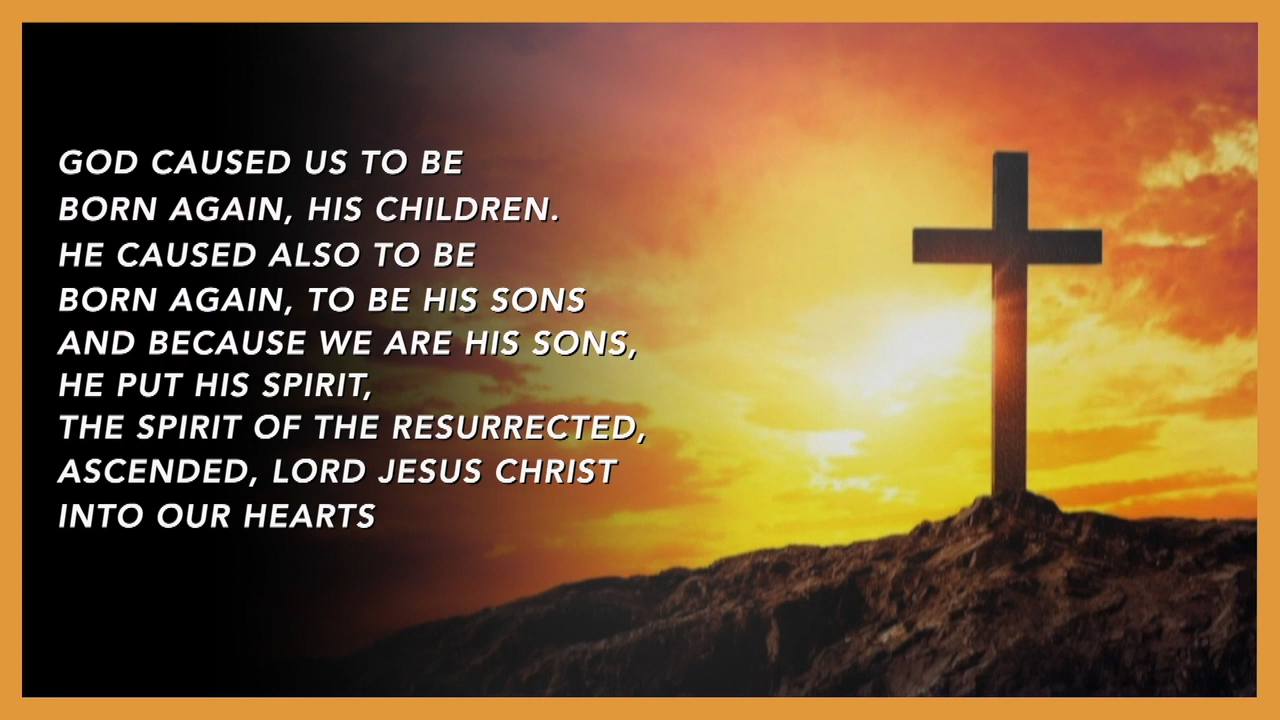 GOD CAUSED US TO BE
BORN AGAIN, HIS CHILDREN.
HE CAUSED ALSO TO BE
BORN AGAIN, TO BE HIS SONS
AND BECAUSE WE ARE HIS SONS,
HE PUT HIS SPIRIT,
THE SPIRIT OF THE RESURRECTED,
ASCENDED, LORD JESUS CHRIST
INTO OUR HEARTS